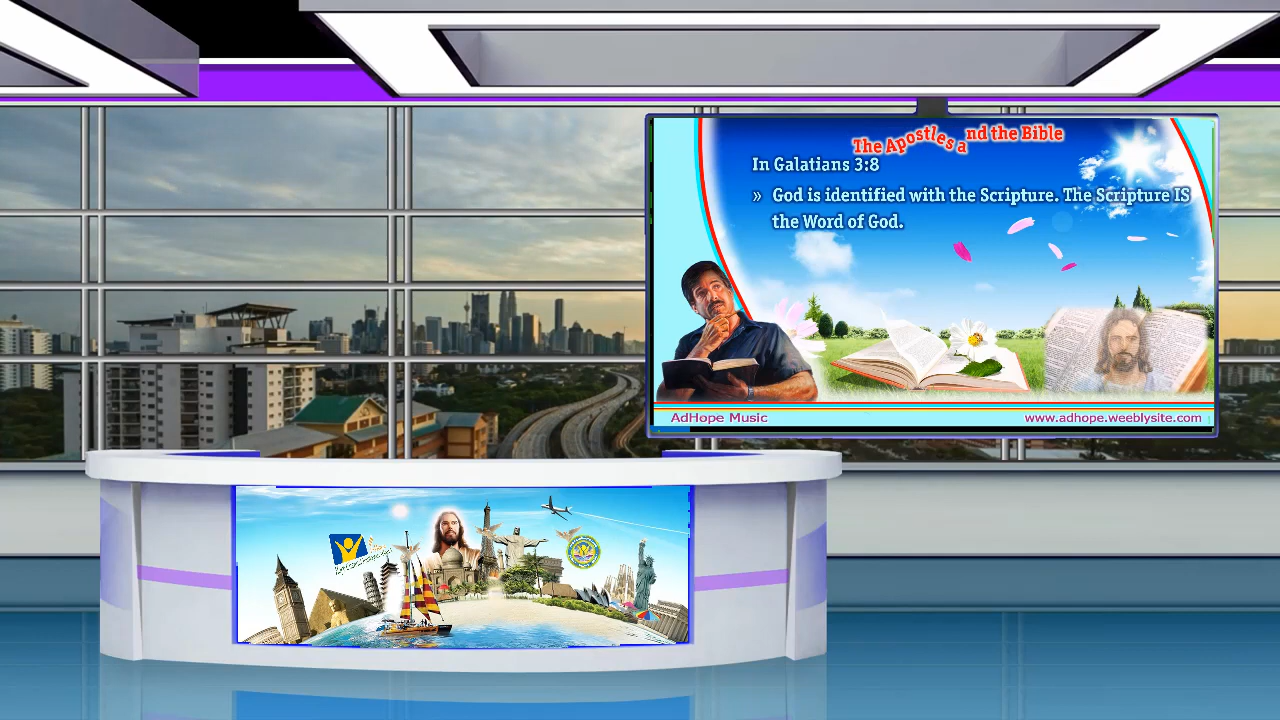 The Apostles and the Bible
In Galatians 3:8
» God is identified with the Scripture. The Scripture IS
the Word of God.
AdHope Music
www.adhope.weeblysite.com